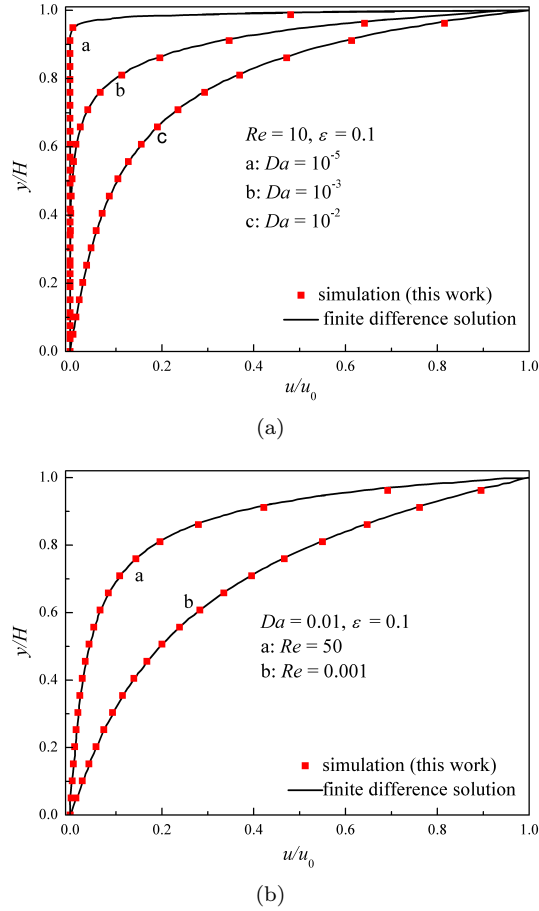 1.0
0.8
0.6
0.4
0.2
0.0
y/H
a
b
c
Re = 10, ε = 0.1
a: Da = 10⁻⁵
b: Da = 10⁻³
c: Da = 10⁻²
simulation (this work)
finite difference solution
0.0 0.2 0.4 0.6 0.8 1.0
u/u₀
(a)
1.0
0.8
0.6
0.4
0.2
0.0
y/H
a
b
Da = 0.01, ε = 0.1
a: Re = 50
b: Re = 0.001
simulation (this work)
finite difference solution
0.0 0.2 0.4 0.6 0.8 1.0
u/u₀
(b)